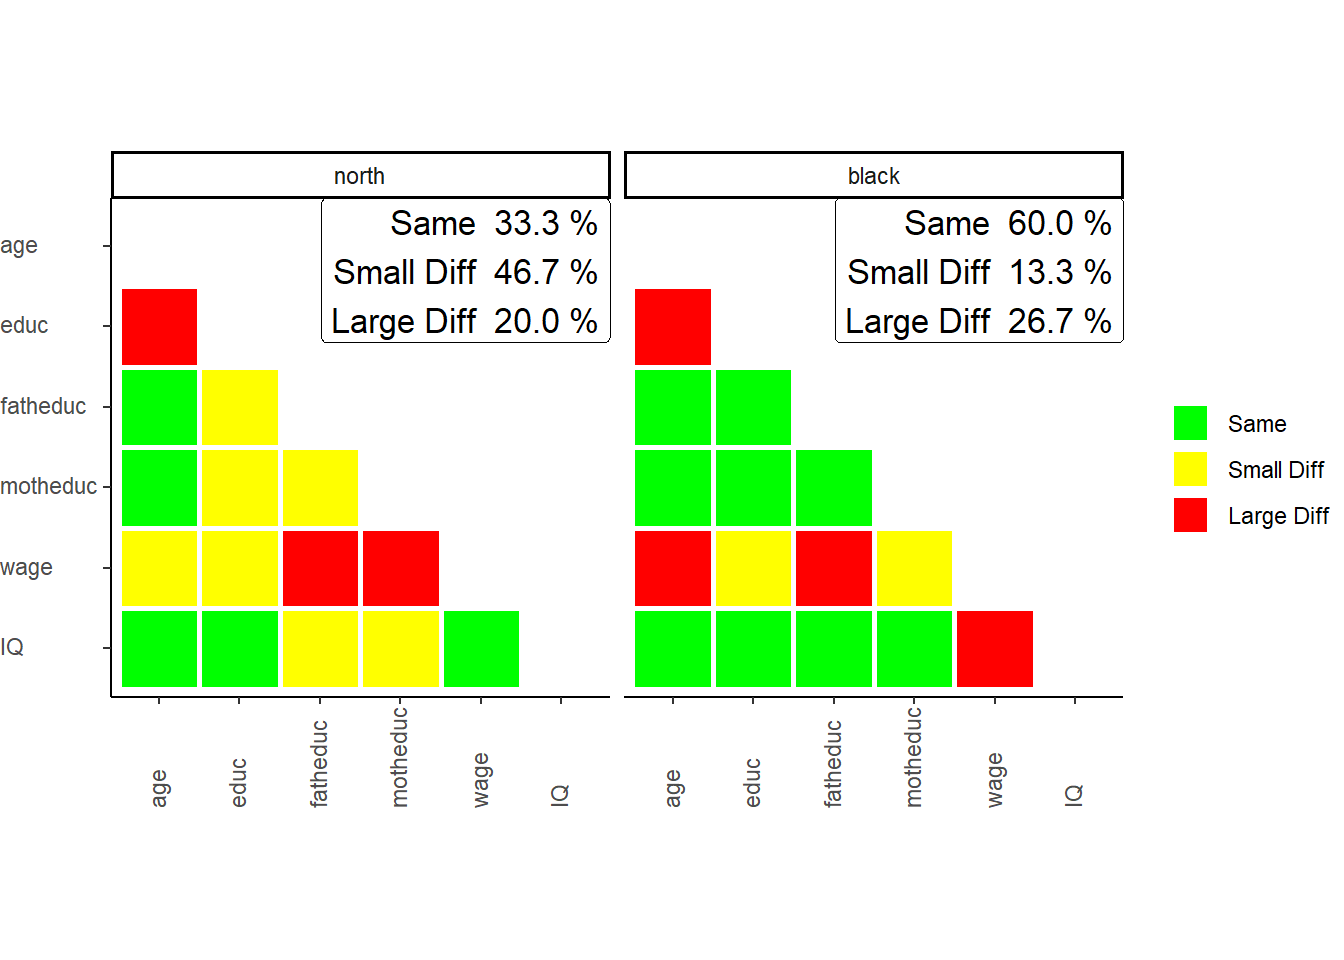 north
black
Same 33.3 %
Small Diff 46.7 %
Large Diff 20.0 %
Same 60.0 %
Small Diff 13.3 %
Large Diff 26.7 %
age
educ
fatheduc
motheduc
wage
IQ
age
educ
fatheduc
motheduc
wage
IQ
age
educ
fatheduc
motheduc
wage
IQ
Same
Small Diff
Large Diff